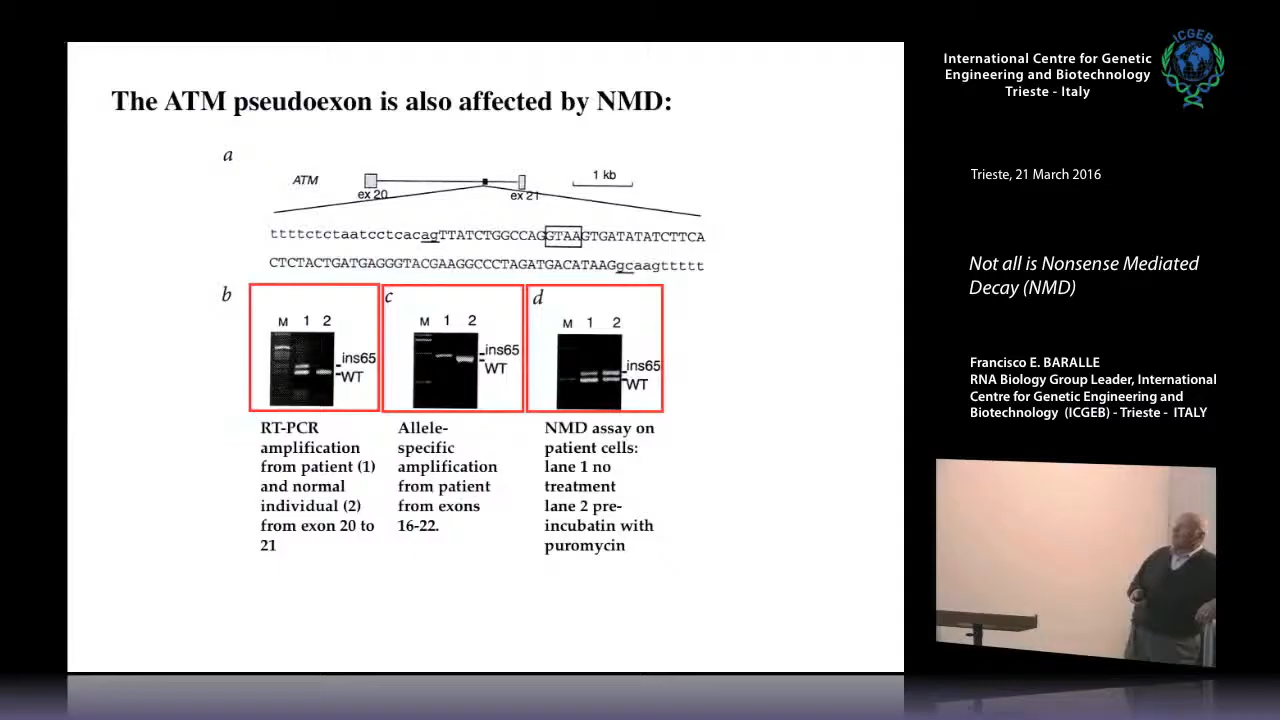 The ATM pseudoexon is also affected by NMD:
a
ATM
ex 20
ex 21
1 kb
ttttctctaatcctcacagTTATCTGGCCAGGTAAGTGATATATCTTCA
CTCTACTGATGAGGGTACGAAGGCCCTAGATGACATAAGgcaagttttt
b
M 1 2
ins65
WT
c
M 1 2
ins65
WT
d
M 1 2
ins65
WT
RT-PCR
amplification
from patient (1)
and normal
individual (2)
from exon 20 to
21
Allele-
specific
amplification
from patient
from exons
16-22.
NMD assay on
patient cells:
lane 1 no
treatment
lane 2 pre-
incubatin with
puromycin
International Centre for Genetic
Engineering and Biotechnology
Trieste - Italy
ICGEB
Trieste, 21 March 2016
Not all is Nonsense Mediated
Decay (NMD)
Francisco E. BARALLE
RNA Biology Group Leader, International
Centre for Genetic Engineering and
Biotechnology (ICGEB) - Trieste - ITALY